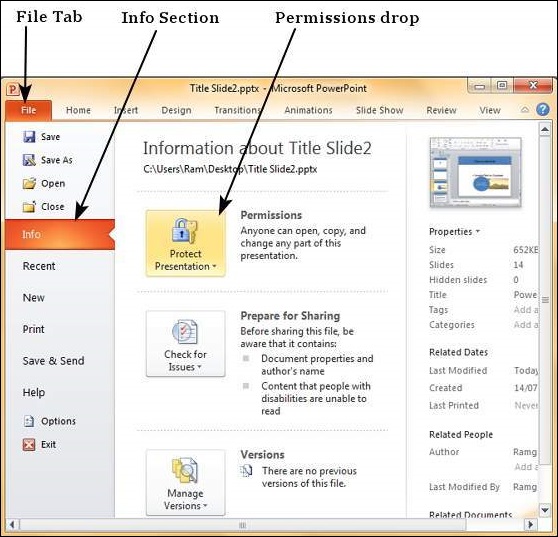 File Tab
Info Section
Permissions drop
P
Title Slide2.pptx - Microsoft PowerPoint
File
Home
Insert
Design
Transitions
Animations
Slide Show
Review
View
Save
Save As
Open
Close
Info
Recent
New
Print
Save & Send
Help
Options
Exit
Information about Title Slide2
C:\Users\Ram\Desktop\Title Slide2.pptx
Protect
Presentation
Permissions
Anyone can open, copy, and
change any part of this
presentation.
Check for
Issues
Prepare for Sharing
Before sharing this file, be
aware that it contains:
Document properties and
author's name
Content that people with
disabilities are unable to
read
Manage
Versions
Versions
There are no previous
versions of this file.
Properties
Size 652KB
Slides 14
Hidden slides 0
Title Powe
Tags Add a
Categories Add a
Related Dates
Last Modified Today
Created 14/07
Last Printed Never
Related People
Author Ramg
Add a
Last Modified By Ramg
Related Documents